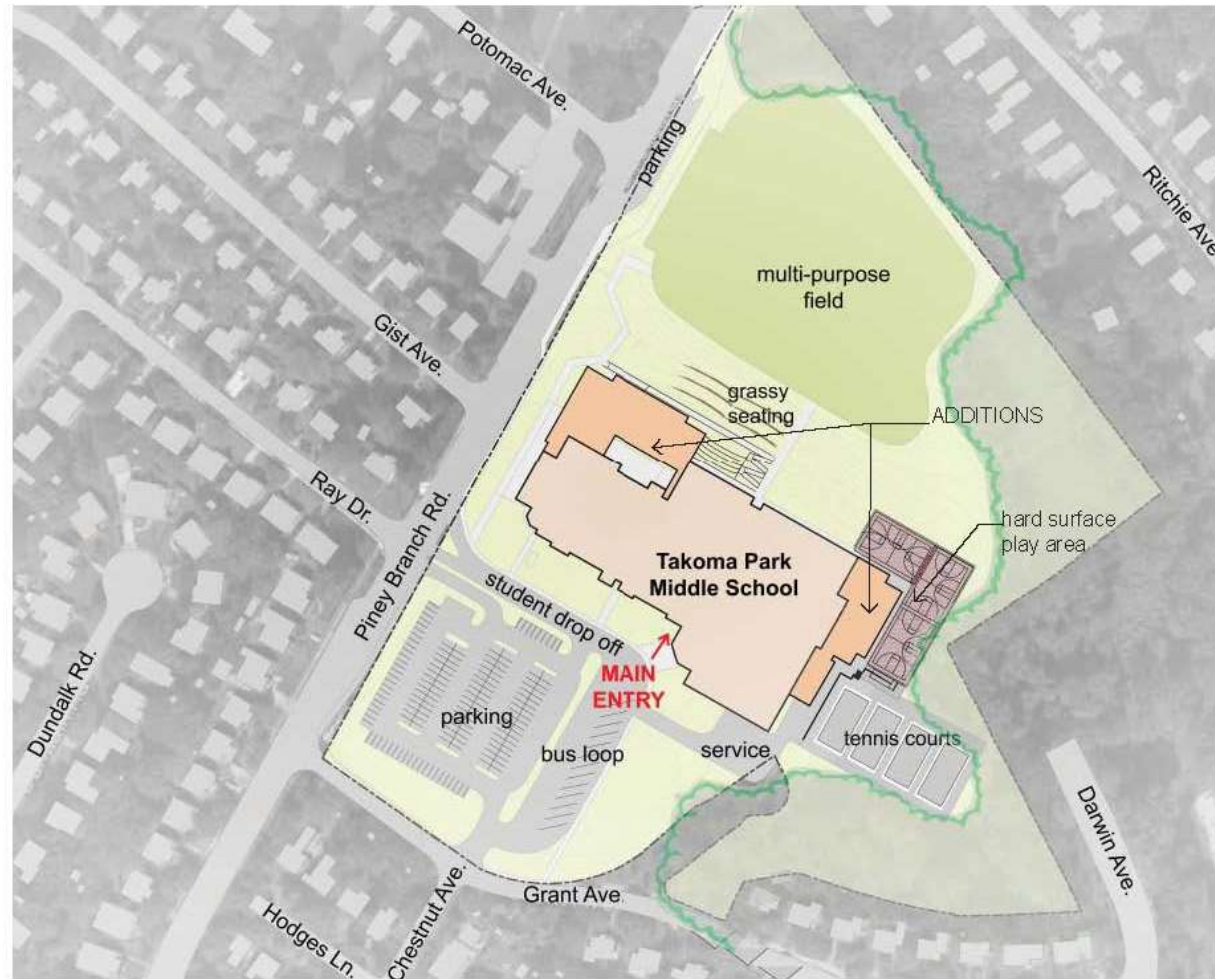 Potomac Ave.
parking
Ritchie Ave.
multi-purpose
field
Gist Ave.
grassy
seating
ADDITIONS
Ray Dr.
Piney Branch Rd.
hard surface
play area
Takoma Park
Middle School
student drop off
MAIN
ENTRY
Dundalk Rd.
parking
bus loop
service
tennis courts
Darwin Ave.
Grant Ave.
Chestnut Ave.
Hodges Ln.